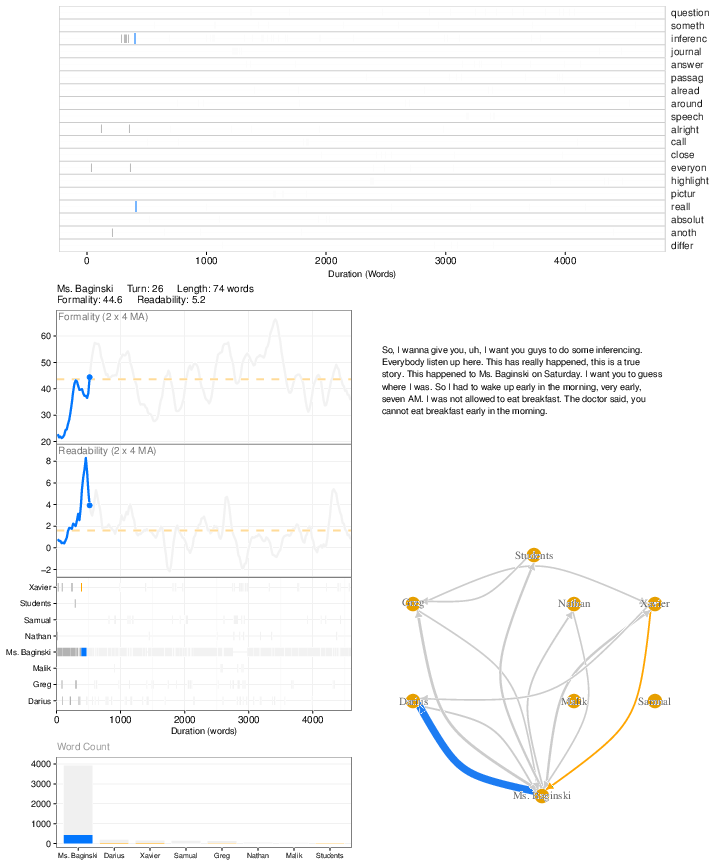 question
someth
inferenc
journal
answer
passag
alread
around
speech
alright
call
close
everyon
highlight
pictur
reall
absolut
anoth
differ
0 1000 2000 3000 4000
Duration (Words)
Ms. Baginski Turn: 26 Length: 74 words
Formality: 44.6 Readability: 5.2
Formality (2 x 4 MA)
60
50
40
30
20
So, I wanna give you, uh, I want you guys to do some inferencing.
Everybody listen up here. This has really happened, this is a true
story. This happened to Ms. Baginski on Saturday. I want you to guess
where I was. So I had to wake up early in the morning, very early,
seven AM. I was not allowed to eat breakfast. The doctor said, you
cannot eat breakfast early in the morning.
Readability (2 x 4 MA)
8
6
4
2
0
−2
Xavier
Students
Samual
Nathan
Ms. Baginski
Malik
Greg
Darius
0 1000 2000 3000 4000
Duration (words)
Students
Greg Nathan Xavier
Darius Malik Samual
Ms. Baginski
Word Count
4000
3000
2000
1000
0
Ms. Baginski Darius Xavier Samual Greg Nathan Malik Students